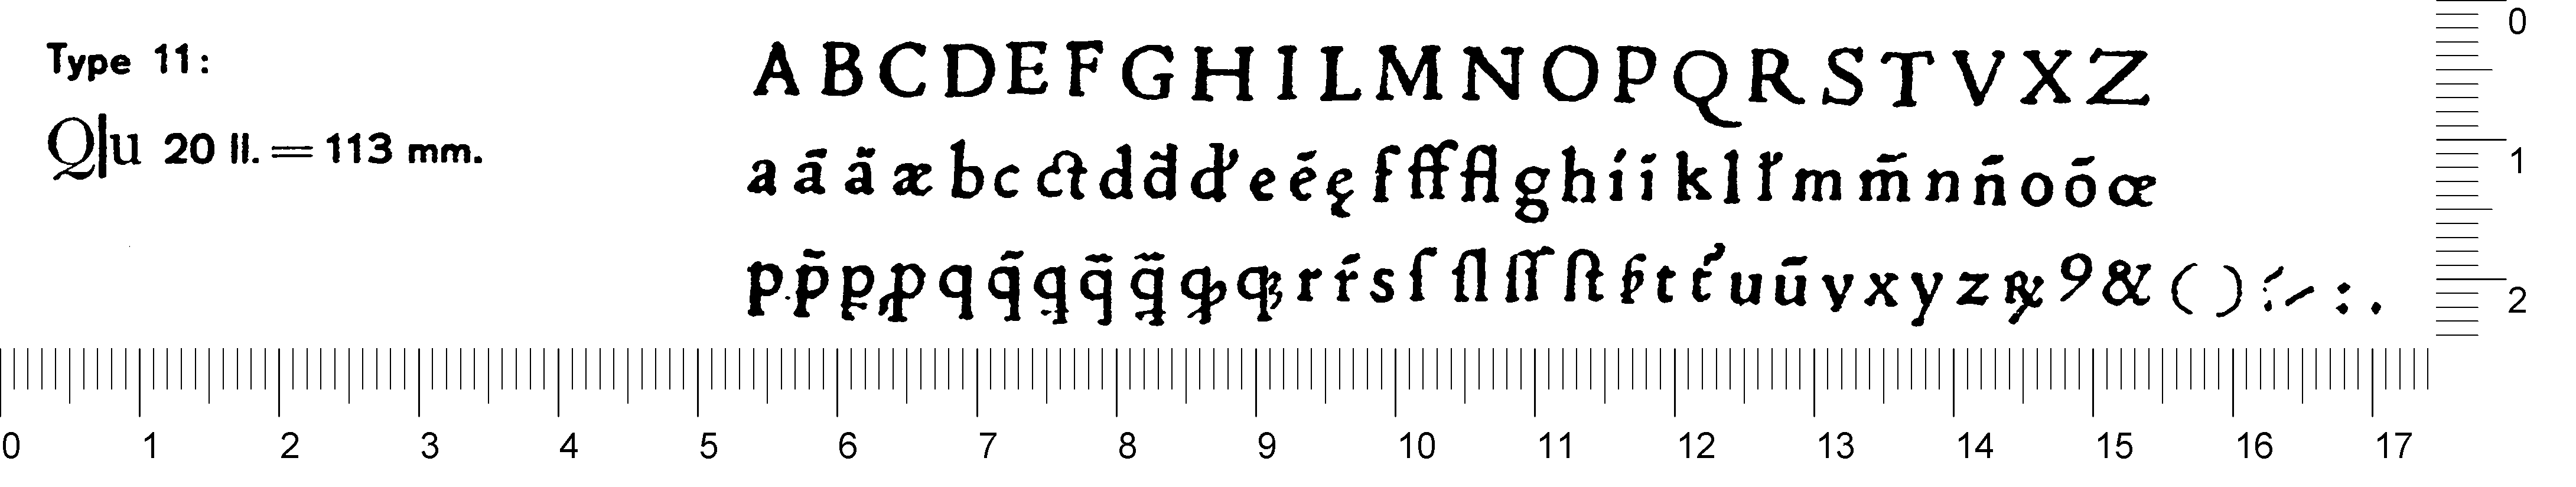 Type 11:
Q|u 20 ll. = 113 mm.
A B C D E F G H I L M N O P Q R S T V X Z
a ā ã æ b c ct d d̄ d' e ē ę f ff fl g h í ī k l l' m m̄ n n̄ o ō œ
p p̄ ꝑ ꝓ q q̄ q̃ ꝙ r r̄ s ſ ſl ſſ ſt t t' u ū v x y z ꝶ 9 & ( ) : .
0 1 2 3 4 5 6 7 8 9 10 11 12 13 14 15 16 17
0
1
2